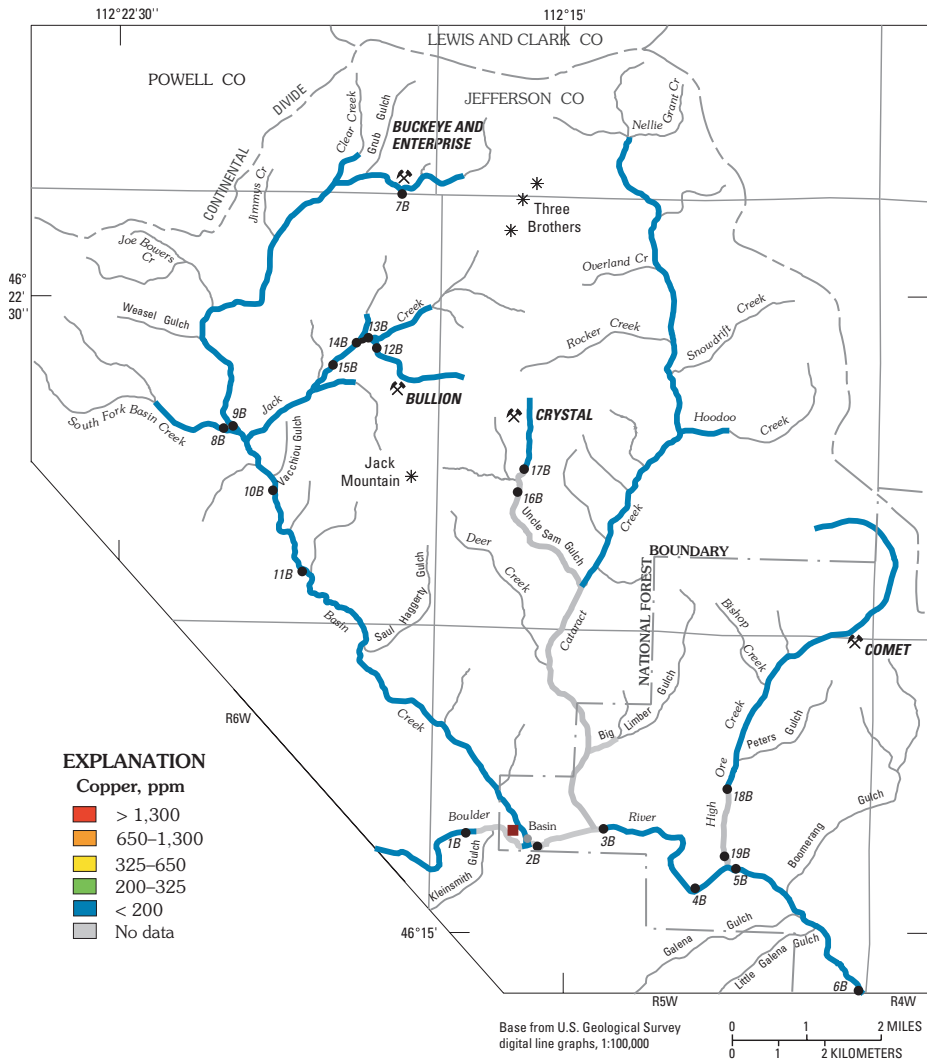 112°22'30"
112°15'
LEWIS AND CLARK CO
POWELL CO
JEFFERSON CO
CONTINENTAL DIVIDE
Clear Creek
Grub Gulch
Nellie Grant Cr
BUCKEYE AND
ENTERPRISE
Jimmys Cr
7B
Three
Brothers
Joe Bowers
Cr
Overland Cr
46°
22'
30"
Weasel Gulch
Creek
13B
14B
12B
15B
Rocker Creek
Snowdrift Creek
BULLION
Jack
South Fork Basin Creek
9B
8B
CRYSTAL
Hoodoo
Creek
Vacchiou Gulch
Jack
Mountain
17B
10B
16B
Uncle Sam Gulch
Creek
Deer
Creek
BOUNDARY
NATIONAL FOREST
11B
Basin
Saul Haggerty Gulch
Cataract
Bishop
Creek
COMET
R6W
Creek
Big Limber Gulch
Ore Creek
Peters Gulch
EXPLANATION
Copper, ppm
> 1,300
650–1,300
325–650
200–325
< 200
No data
18B
High
Boomerang Gulch
Boulder
Basin
River
1B
2B
3B
19B
5B
4B
Kleinsmith
Gulch
46°15'
Galena Gulch
Little Galena Gulch
6B
R5W
R4W
Base from U.S. Geological Survey
digital line graphs, 1:100,000
0 1 2 MILES
0 1 2 KILOMETERS